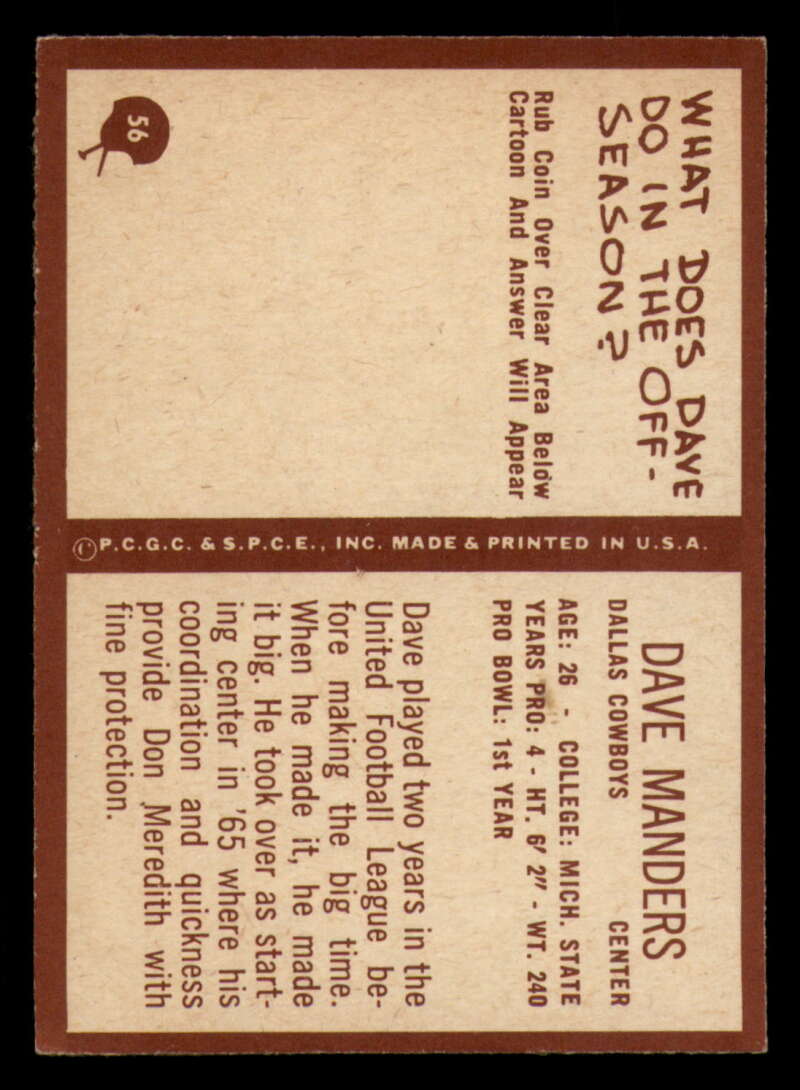 WHAT DOES DAVE
DO IN THE OFF-
SEASON?
Rub Coin Over Clear Area Below
Cartoon And Answer Will Appear
56
© P.C.G.C. & S.P.C.E., INC. MADE & PRINTED IN U.S.A.
DAVE MANDERS
DALLAS COWBOYS CENTER
AGE: 26 - COLLEGE: MICH. STATE
YEARS PRO: 4 - HT. 6' 2" - WT. 240
PRO BOWL: 1st YEAR
Dave played two years in the
United Football League be-
fore making the big time.
When he made it, he made
it big. He took over as start-
ing center in '65 where his
coordination and quickness
provide Don Meredith with
fine protection.